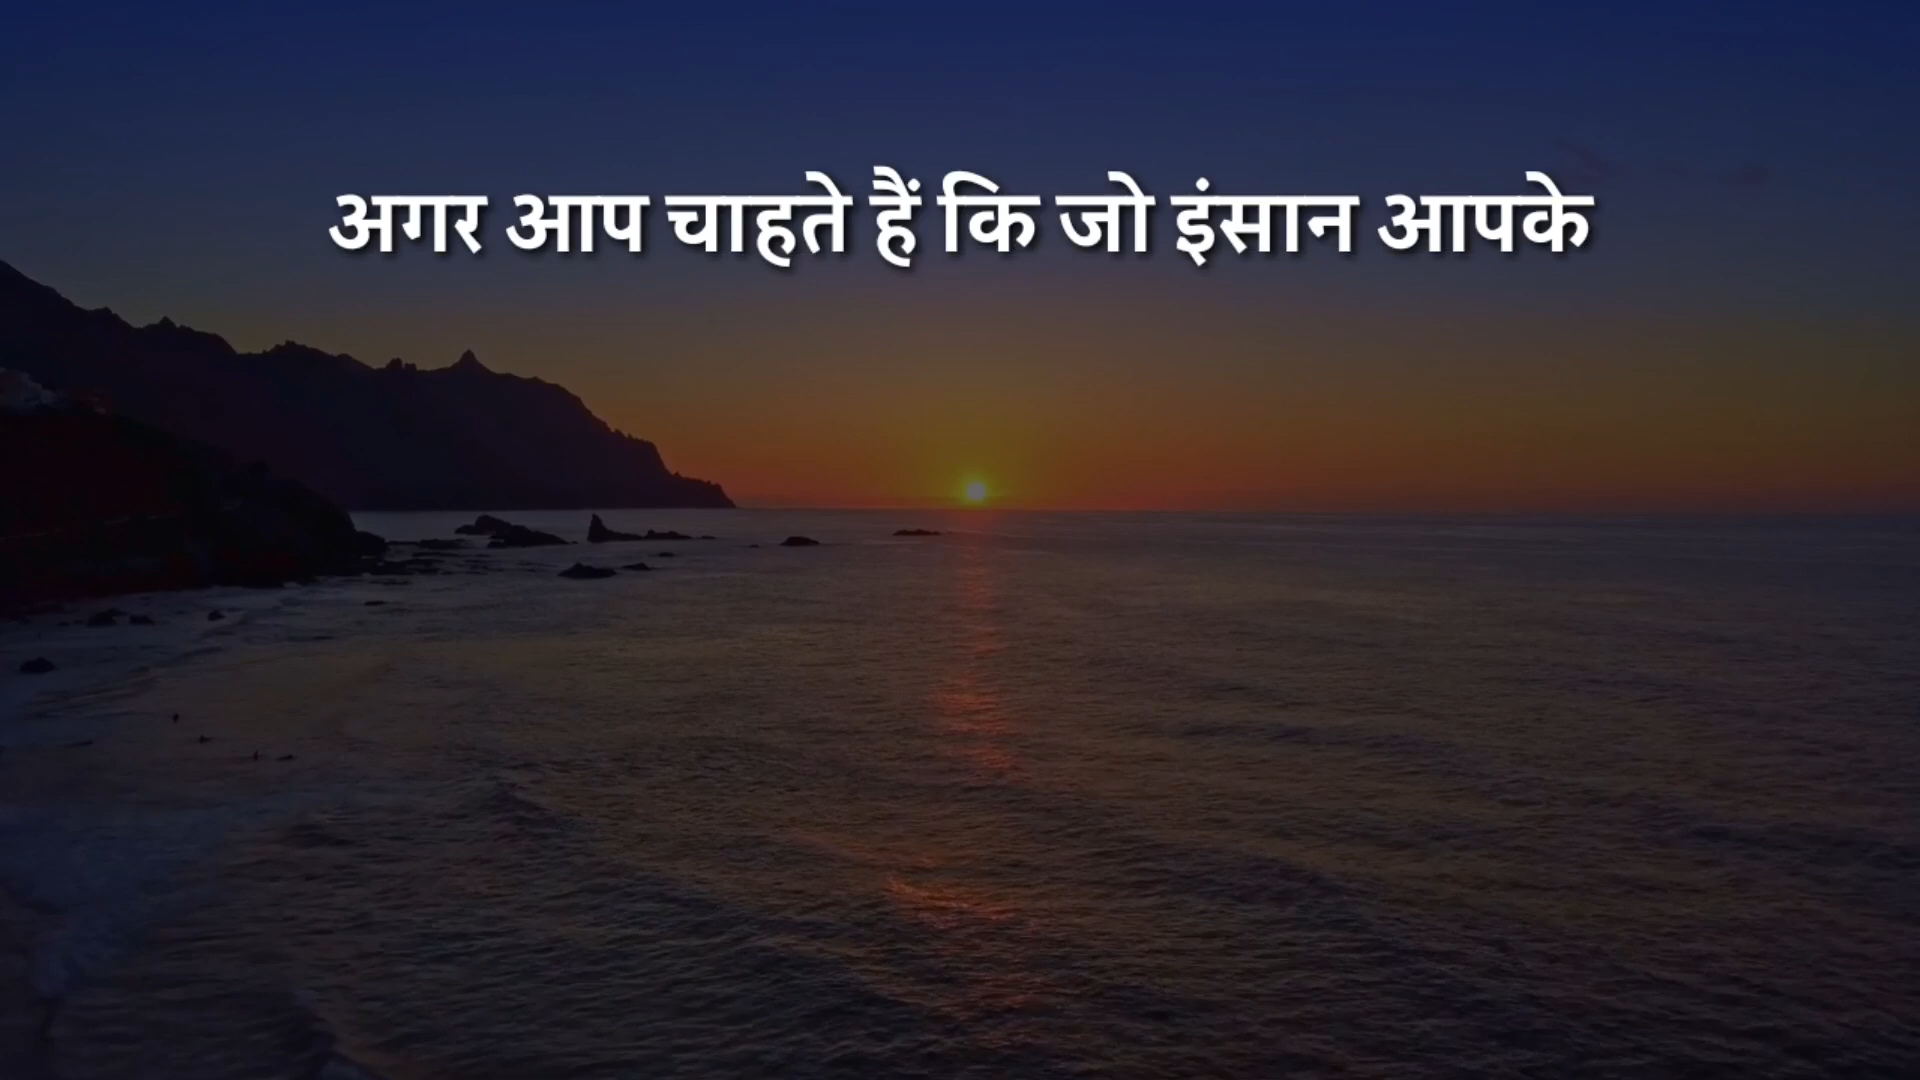 अगर आप चाहते हैं कि जो इंसान आपके